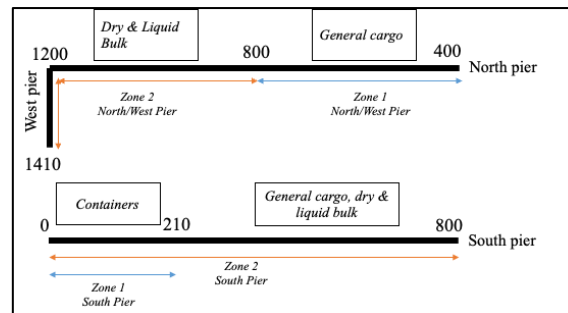 Dry & Liquid
Bulk
General cargo
1200
800
400
North pier
West pier
Zone 2
North/West Pier
Zone 1
North/West Pier
1410
Containers
General cargo, dry &
liquid bulk
0
210
800
South pier
Zone 2
South Pier
Zone 1
South Pier